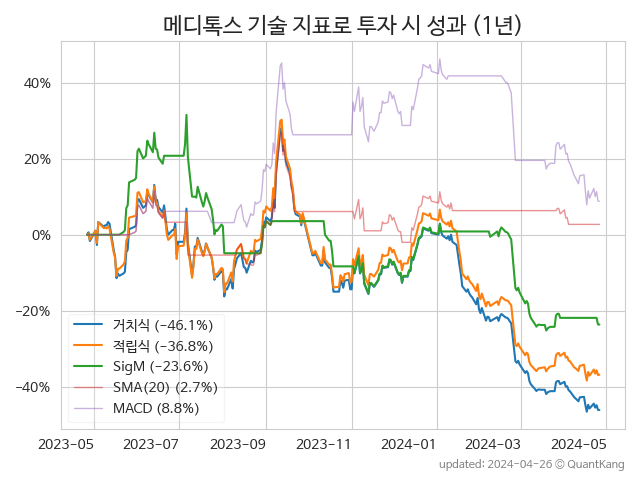 메디톡스 기술 지표로 투자 시 성과 (1년)
40%
20%
0%
−20%
−40%
거치식 (−46.1%)
적립식 (−36.8%)
SigM (−23.6%)
SMA(20) (2.7%)
MACD (8.8%)
2023-05 2023-07 2023-09 2023-11 2024-01 2024-03 2024-05
updated: 2024-04-26 © QuantKang